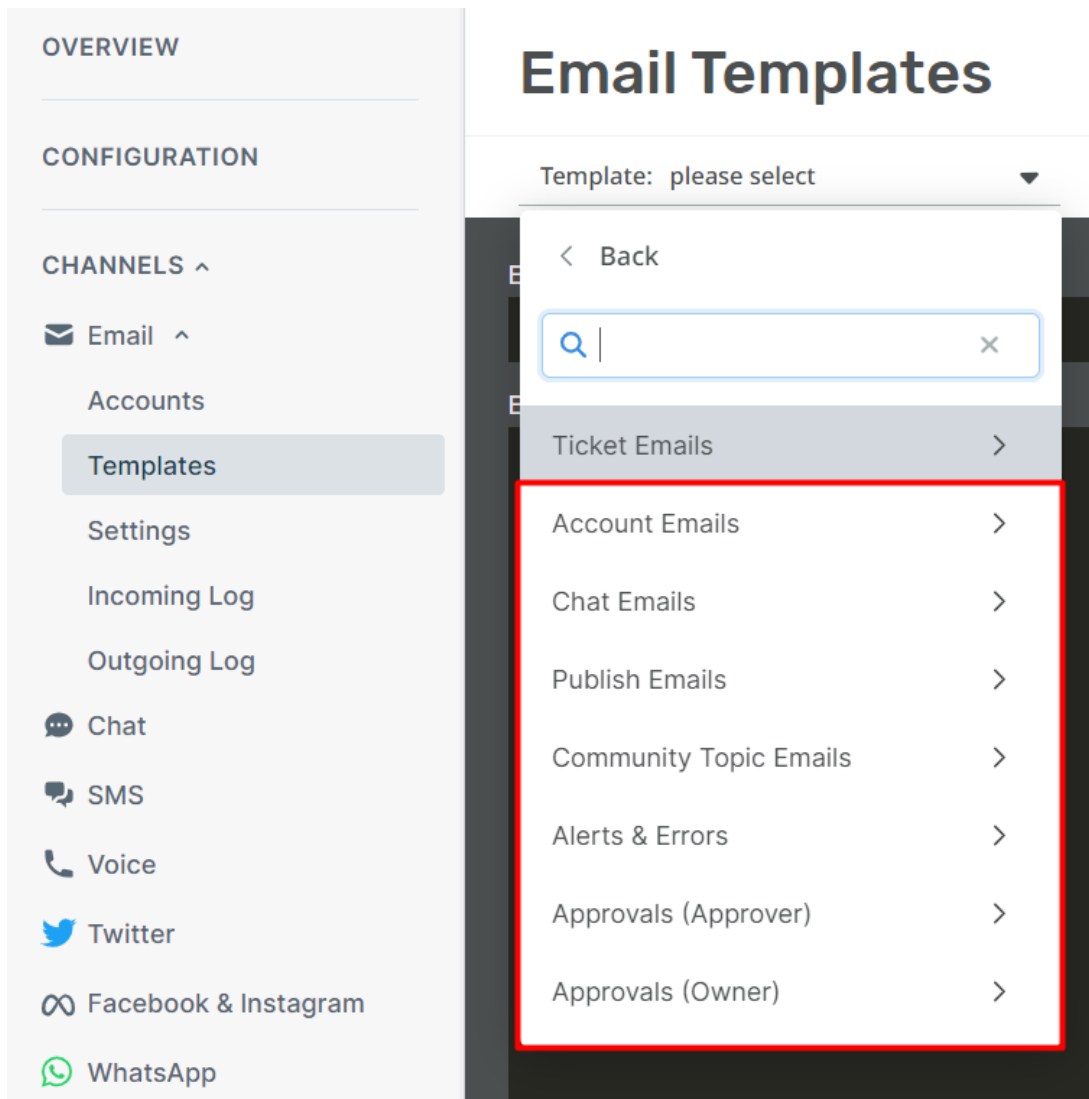 OVERVIEW
CONFIGURATION
CHANNELS
Email
Accounts
Templates
Settings
Incoming Log
Outgoing Log
Chat
SMS
Voice
Twitter
Facebook & Instagram
WhatsApp
Email Templates
Template: please select
Back
Ticket Emails
Account Emails
Chat Emails
Publish Emails
Community Topic Emails
Alerts & Errors
Approvals (Approver)
Approvals (Owner)